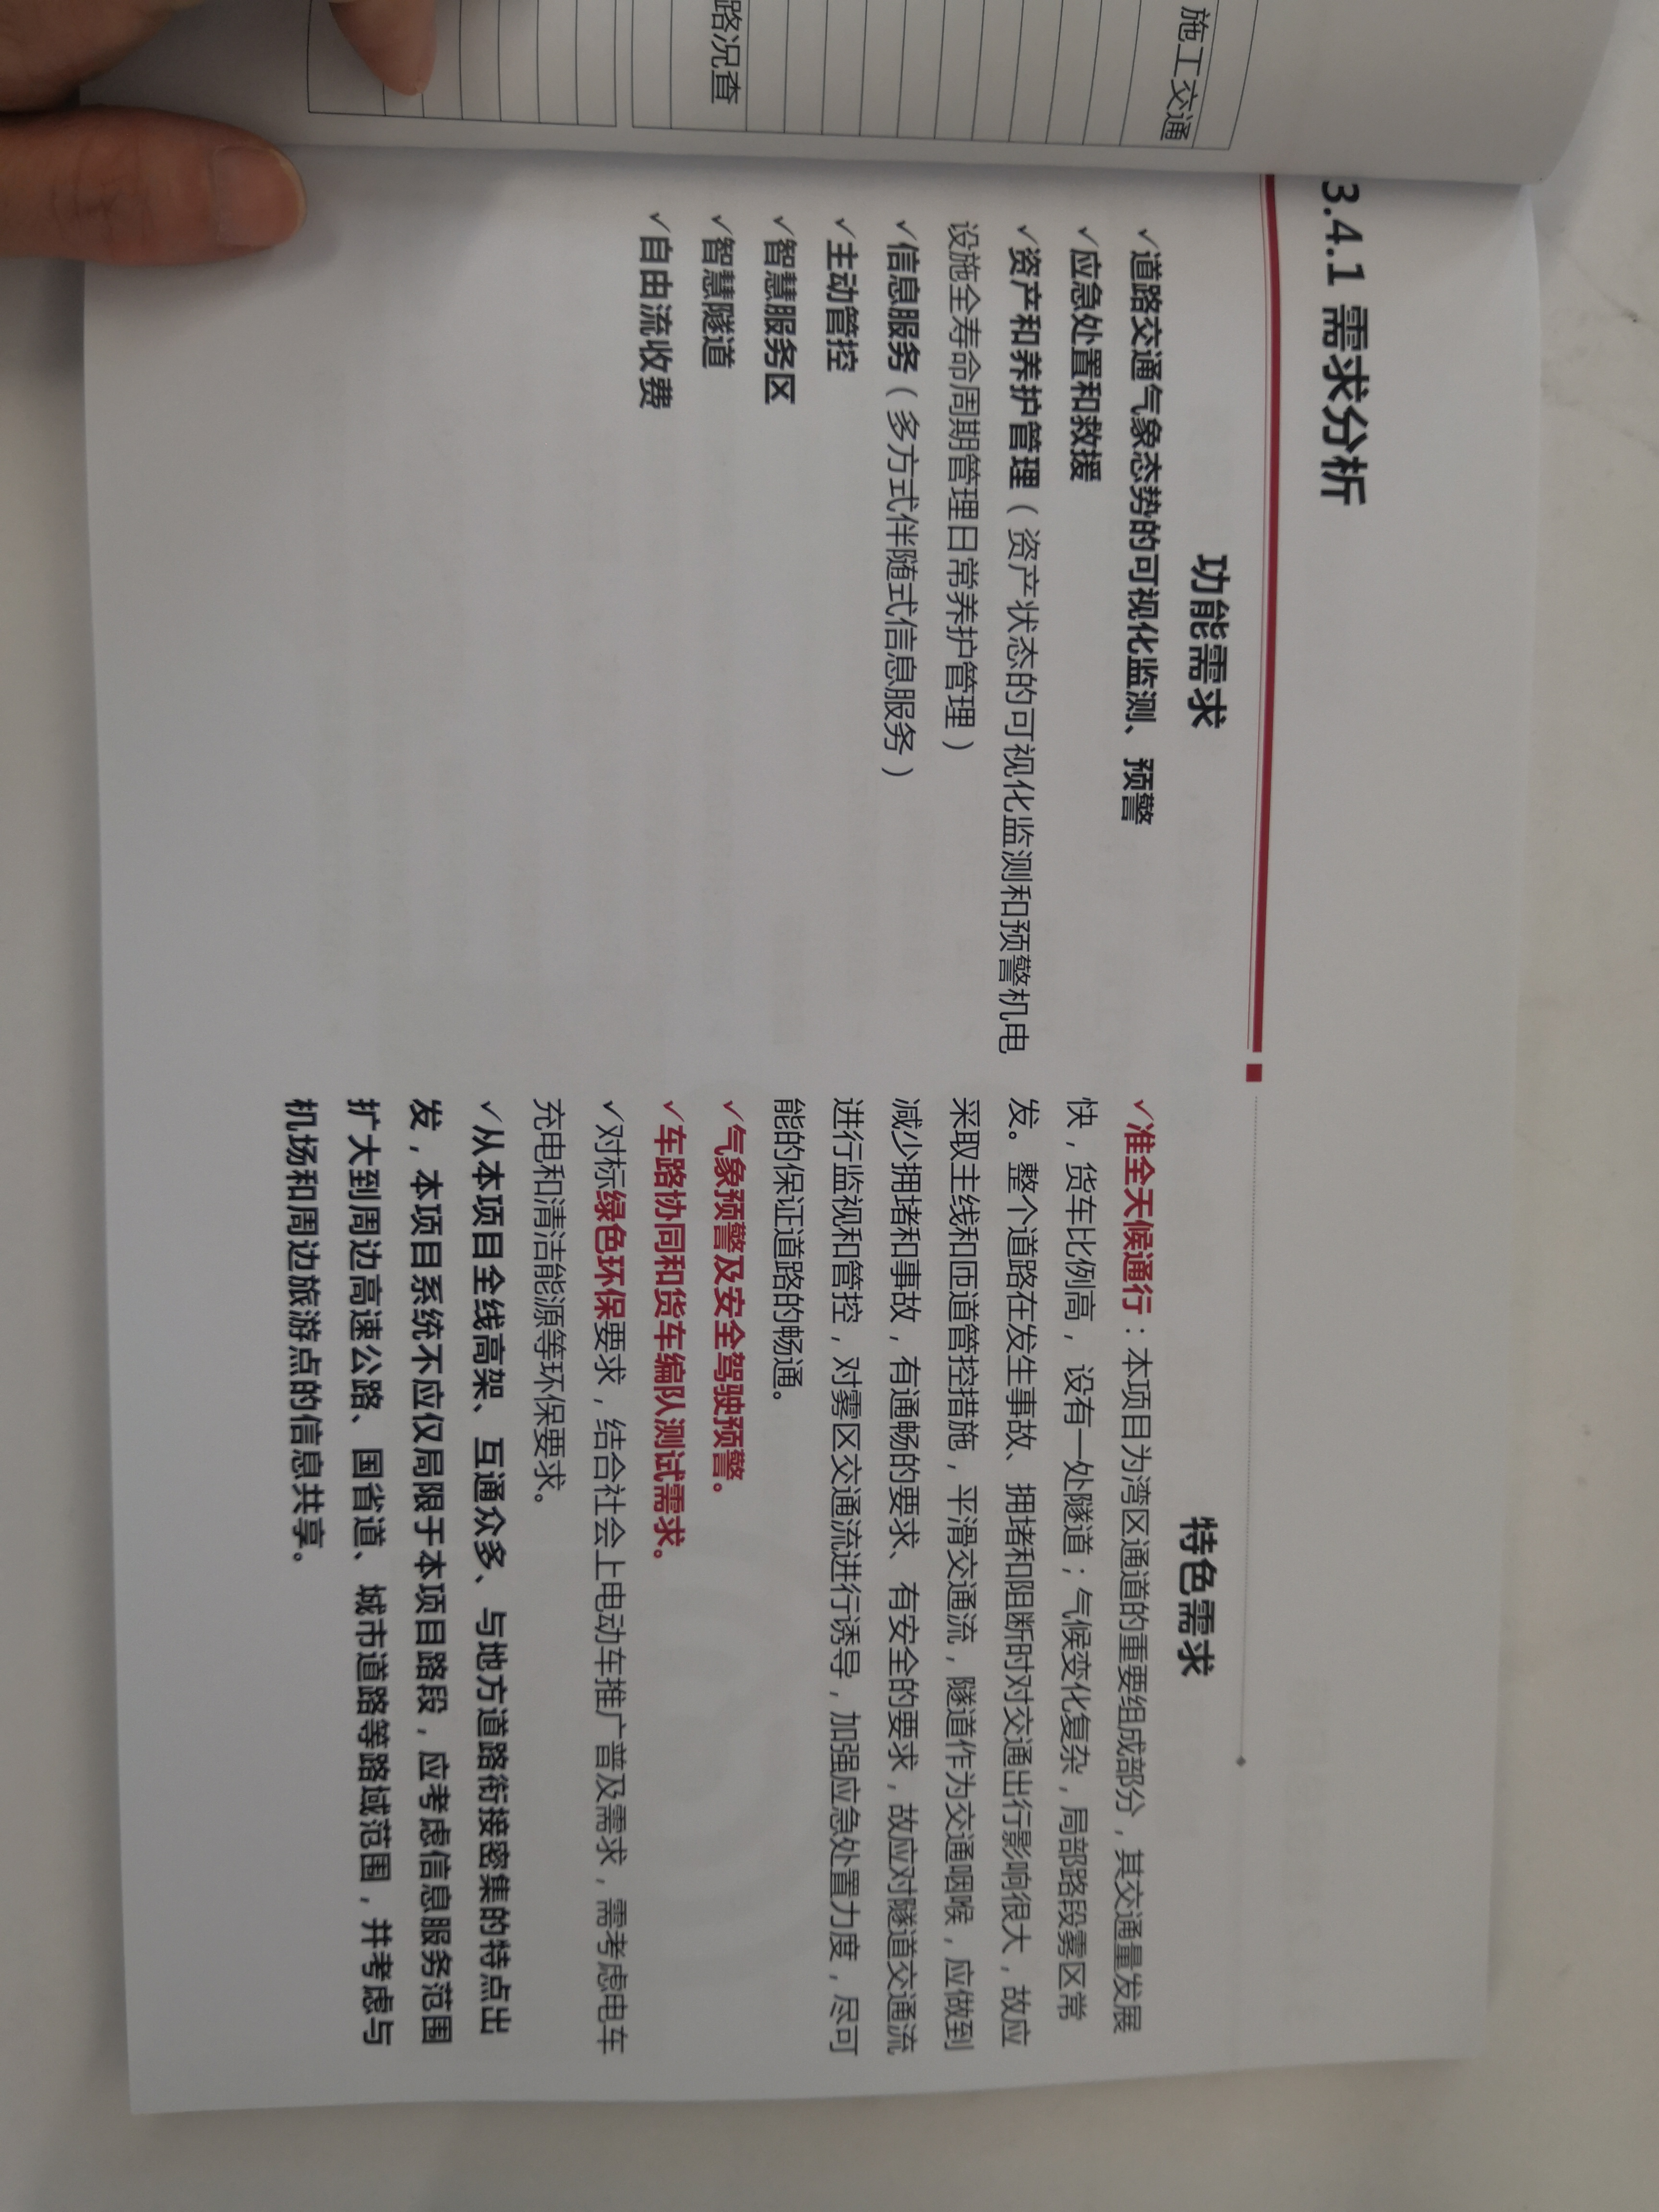 施工交通
路况查
3.4.1 需求分析
功能需求
✓道路交通气象态势的可视化监测、预警
✓应急处置和救援
✓资产和养护管理（资产状态的可视化监测和预警机电
设施全寿命周期管理日常养护管理）
✓信息服务（多方式伴随式信息服务）
✓主动管控
✓智慧服务区
✓智慧隧道
✓自由流收费
特色需求
✓准全天候通行：本项目为湾区通道的重要组成部分，其交通量发展
快，货车比例高， 设有一处隧道；气候变化复杂，局部路段雾区常
发。整个道路在发生事故、拥堵和阻断时对交通出行影响很大，故应
采取主线和匝道管控措施，平滑交通流，隧道作为交通咽喉，应做到
减少拥堵和事故，有通畅的要求、有安全的要求，故应对隧道交通流
进行监视和管控，对雾区交通流进行诱导，加强应急处置力度，尽可
能的保证道路的畅通。
✓气象预警及安全驾驶预警。
✓车路协同和货车编队测试需求。
✓对标绿色环保要求，结合社会上电动车推广普及需求，需考虑电车
充电和清洁能源等环保要求。
✓从本项目全线高架、互通众多、与地方道路衔接密集的特点出
发，本项目系统不应仅局限于本项目路段，应考虑信息服务范围
扩大到周边高速公路、国省道、城市道路等路域范围，并考虑与
机场和周边旅游点的信息共享。